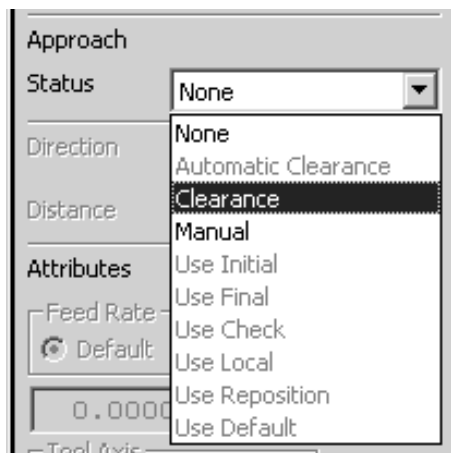 Approach
Status None
None
Direction
Automatic Clearance
Clearance
Distance
Manual
Attributes
Use Initial
Use Final
Feed Rate
Use Check
Default
Use Local
Use Reposition
0.0000
Use Default
Tool Axis